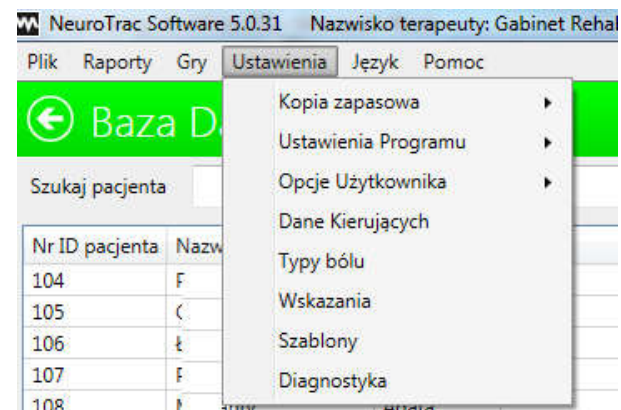 NeuroTrac Software 5.0.31 Nazwisko terapeuty: Gabinet Rehal
Plik Raporty Gry Ustawienia Język Pomoc
Baza D
Kopia zapasowa
Ustawienia Programu
Szukaj pacjenta
Opcje Użytkownika
Dane Kierujących
Nr ID pacjenta Nazw
Typy bólu
104
Wskazania
105
Szablony
106 Ł
107
Diagnostyka
108